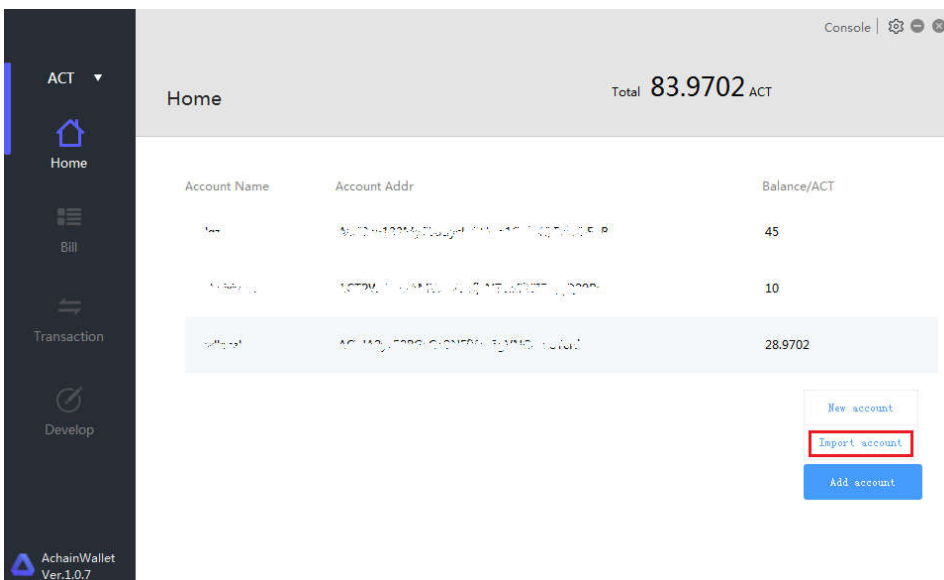 Console
ACT
Home
Total 83.9702 ACT
Home
Account Name Account Addr Balance/ACT
45
Bill
10
Transaction
28.9702
New account
Develop
Import account
Add account
AchainWallet
Ver.1.0.7